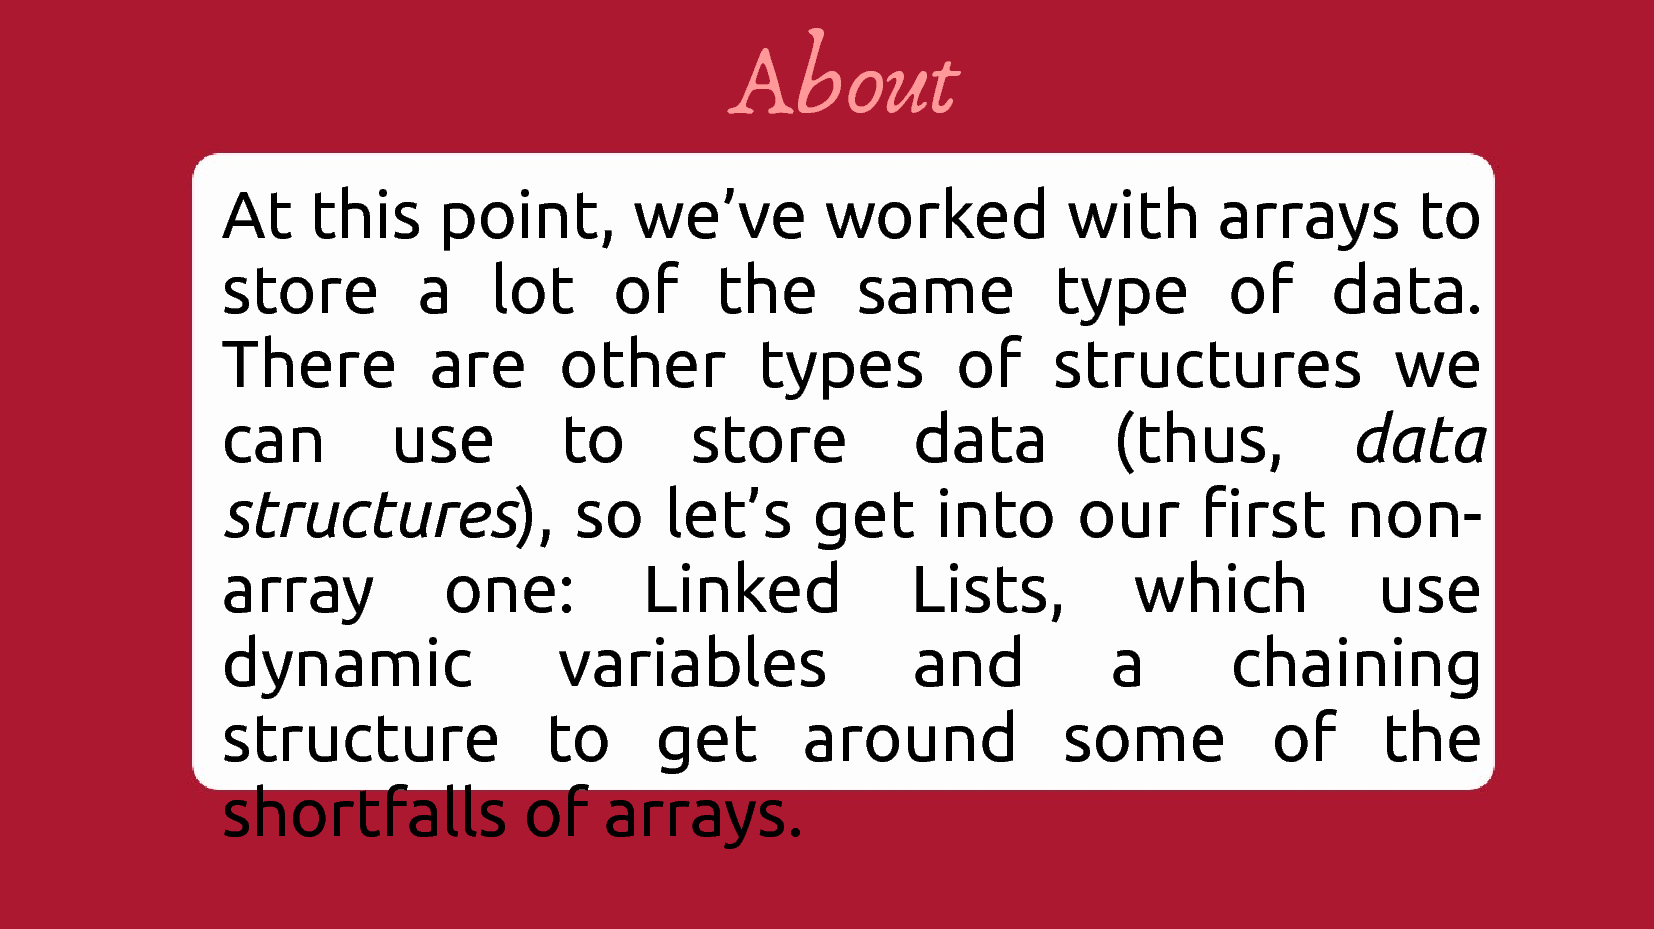 About
At this point, we’ve worked with arrays to
store a lot of the same type of data.
There are other types of structures we
can use to store data (thus, data
structures), so let’s get into our first non-
array one: Linked Lists, which use
dynamic variables and a chaining
structure to get around some of the
shortfalls of arrays.